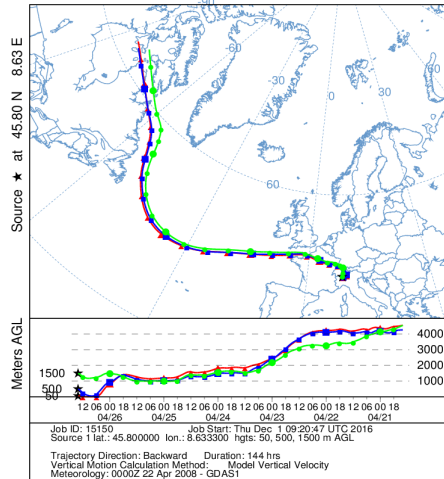 Source ★ at 45.80 N 8.63 E
-90
-60
-30
0
30
30
60
Meters AGL
4000
3000
2000
1000
1500
500
50
12 06 00 18 12 06 00 18 12 06 00 18 12 06 00 18 12 06 00 18 12 06 00 18
04/26 04/25 04/24 04/23 04/22 04/21
Job ID: 15150 Job Start: Thu Dec 1 09:20:47 UTC 2016
Source 1 lat.: 45.800000 lon.: 8.633300 hgts: 50, 500, 1500 m AGL
Trajectory Direction: Backward Duration: 144 hrs
Vertical Motion Calculation Method: Model Vertical Velocity
Meteorology: 0000Z 22 Apr 2008 - GDAS1